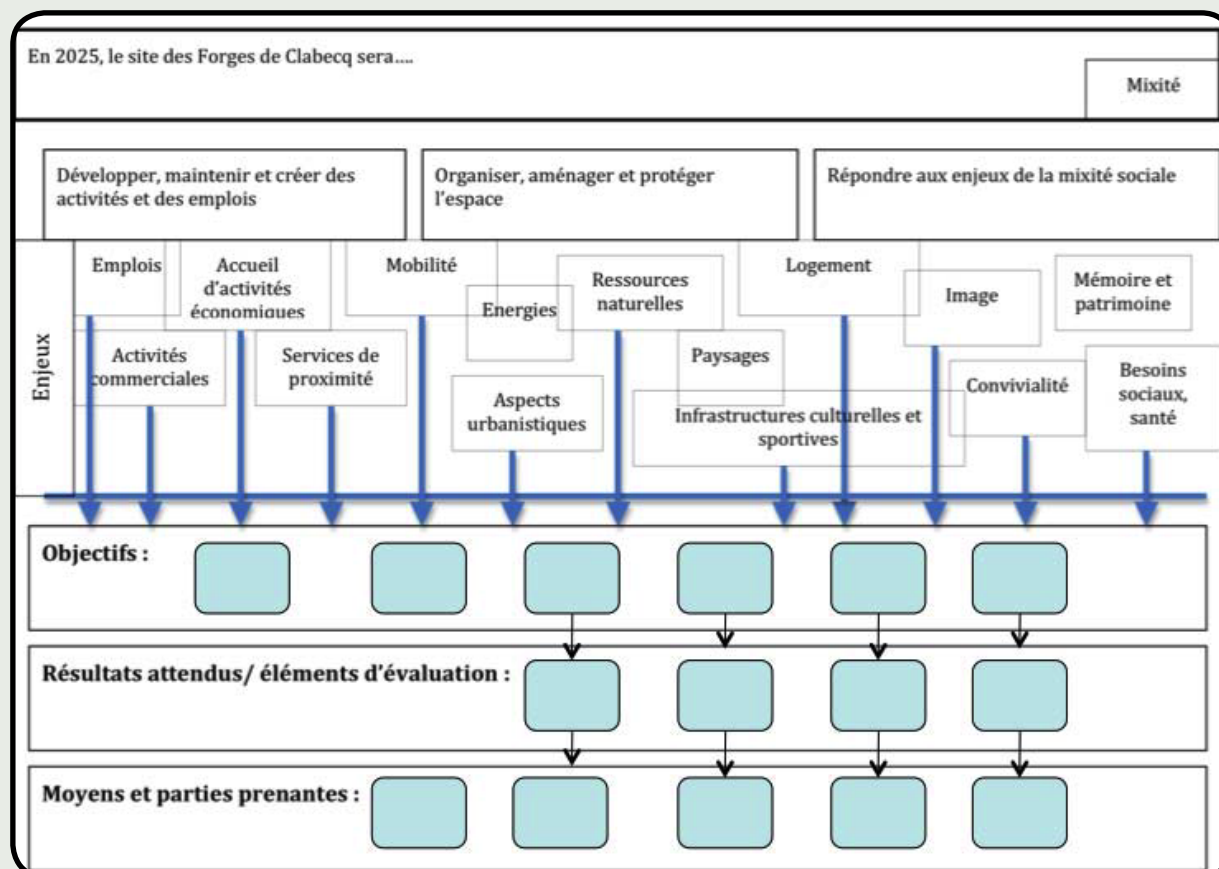 En 2025, le site des Forges de Clabecq sera....
Mixité
Développer, maintenir et créer des
activités et des emplois
Organiser, aménager et protéger
l'espace
Répondre aux enjeux de la mixité sociale
Enjeux
Emplois
Accueil
d'activités
économiques
Mobilité
Energies
Ressources
naturelles
Logement
Image
Mémoire et
patrimoine
Activités
commerciales
Services de
proximité
Aspects
urbanistiques
Paysages
Infrastructures culturelles et
sportives
Convivialité
Besoins
sociaux,
santé
Objectifs :
Résultats attendus/ éléments d'évaluation :
Moyens et parties prenantes :